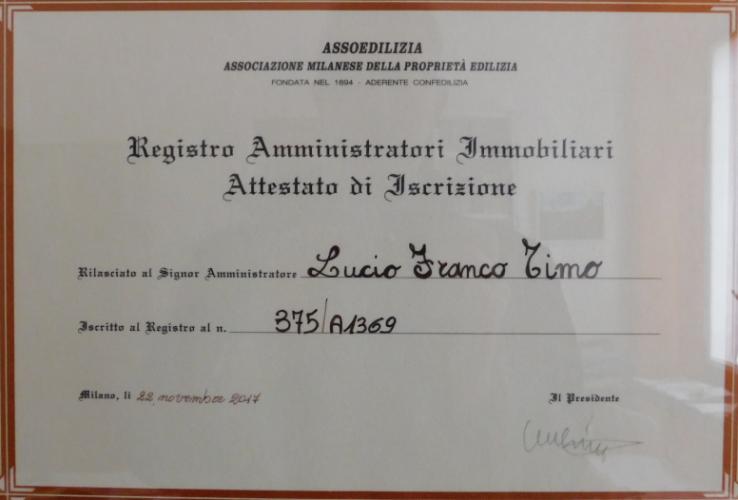 ASSOEDILIZIA
ASSOCIAZIONE MILANESE DELLA PROPRIETÀ EDILIZIA
FONDATA NEL 1894 - ADERENTE CONFEDILIZIA
Registro Amministratori Immobiliari
Attestato di Iscrizione
Rilasciato al Signor Amministratore Lucio Franco Timo
Iscritto al Registro al n. 375/A1369
Milano, li 22 novembre 2017
Il Presidente